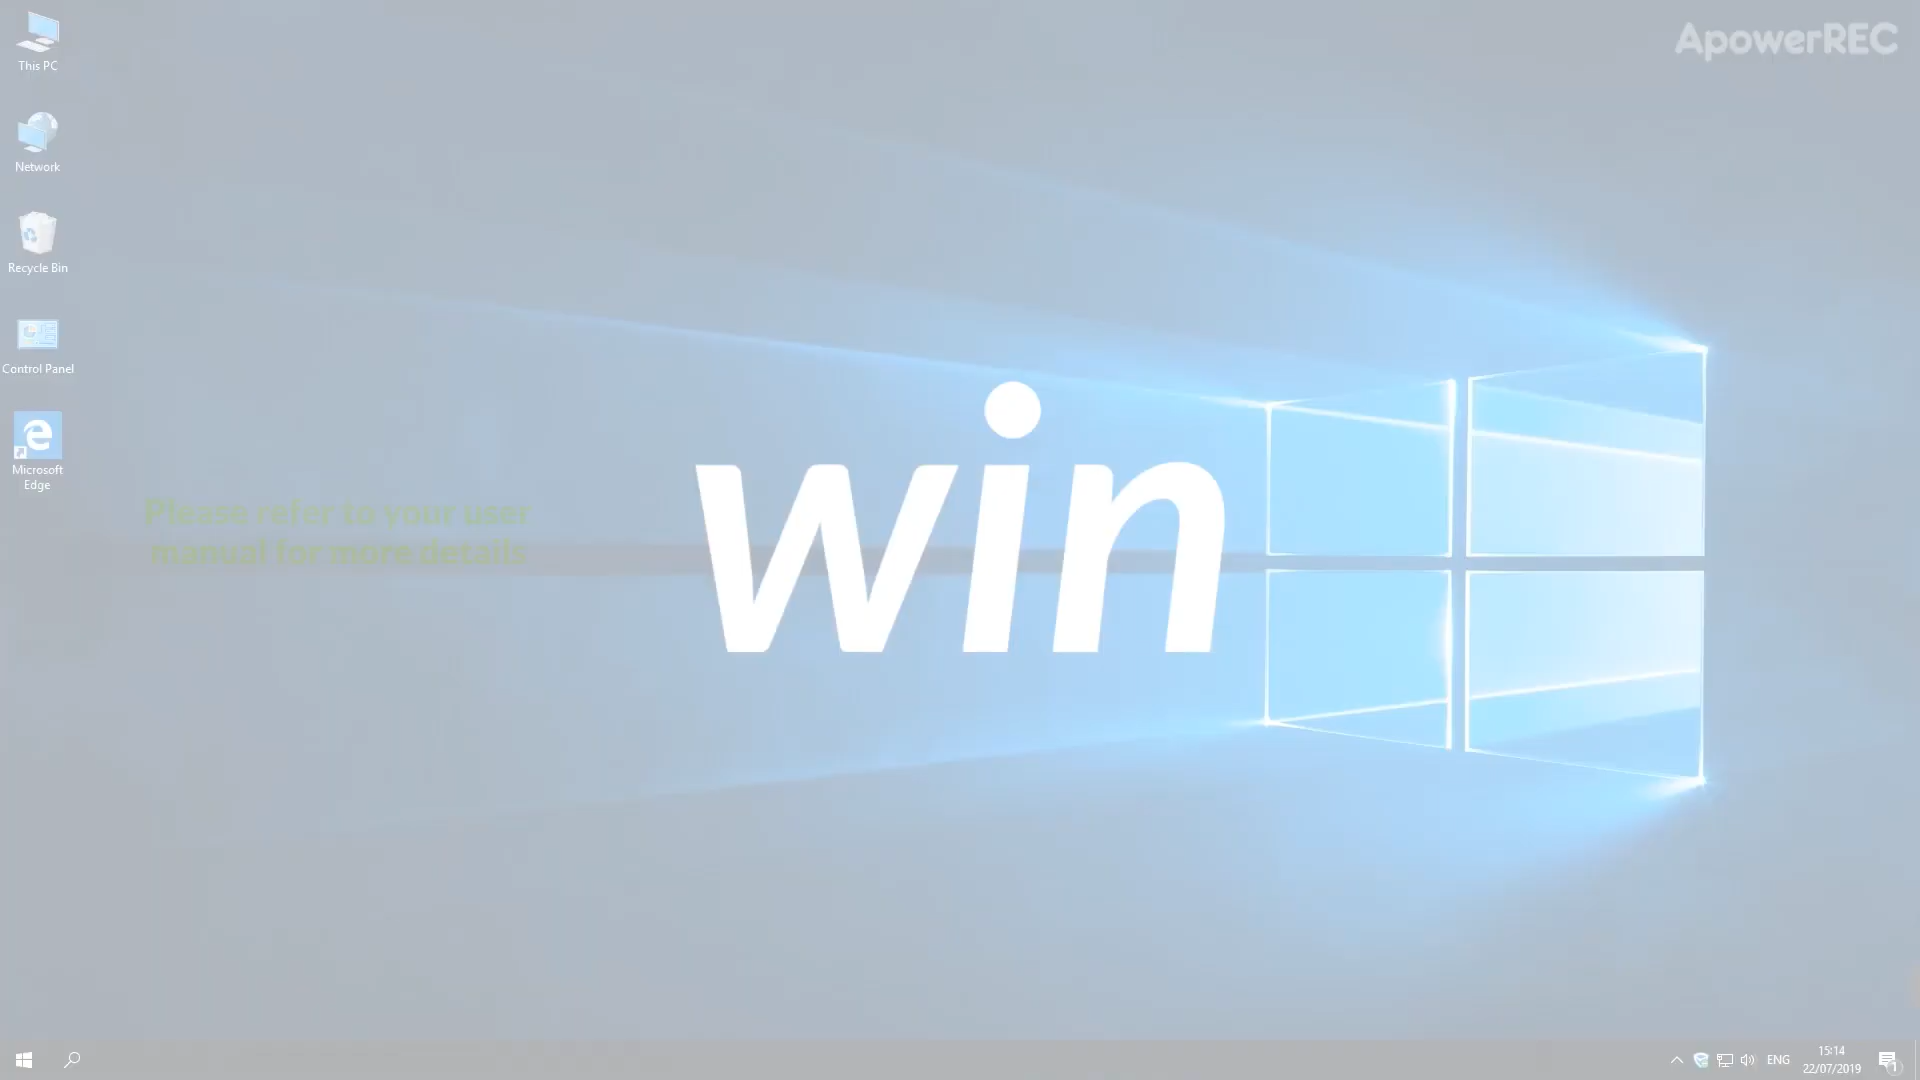 This PC
ApowerREC
Network
Recycle Bin
Control Panel
Microsoft
Edge
Please refer to your user
manual for more details
win
ENG
15:14
22/07/2019
1